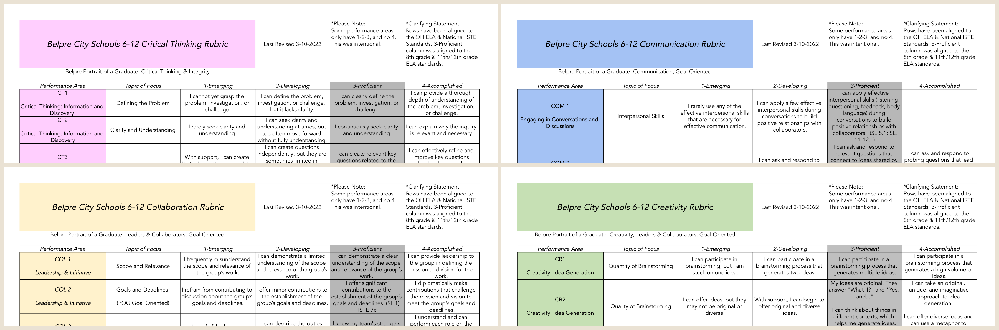 Belpre City Schools 6-12 Critical Thinking Rubric
Last Revised 3-10-2022
*Please Note:
Some performance areas
only have 1-2-3, and no 4.
This was intentional.
*Clarifying Statement:
Rows have been aligned to
the OH ELA & National ISTE
Standards. 3-Proficient
column was aligned to the
8th grade & 11th/12th grade
ELA standards.
Belpre Portrait of a Graduate: Critical Thinking & Integrity
Performance Area
Topic of Focus
1-Emerging
2-Developing
3-Proficient
4-Accomplished
CT1
Critical Thinking: Information and
Discovery
Defining the Problem
I cannot yet grasp the
problem, investigation, or
challenge.
I can define the problem,
investigation, or challenge,
but it lacks clarity.
I can clearly define the
problem, investigation, or
challenge.
I can provide a thorough
depth of understanding of
the problem, investigation,
or challenge.
CT2
Critical Thinking: Information and
Discovery
Clarity and Understanding
I rarely seek clarity and
understanding.
I can seek clarity and
understanding at times, but
too often move forward
without fully understanding.
I continuously seek clarity
and understanding.
I can explain why the inquiry
is relevant and necessary.
CT3
With support, I can create
I can create questions
independently, but they are
sometimes limited in
I can create relevant key
questions related to the
I can effectively refine and
improve key questions
Belpre City Schools 6-12 Communication Rubric
Last Revised 3-10-2022
*Please Note:
Some performance areas
only have 1-2-3, and no 4.
This was intentional.
*Clarifying Statement:
Rows have been aligned to
the OH ELA & National ISTE
Standards. 3-Proficient
column was aligned to the
8th grade & 11th/12th grade
ELA standards.
Belpre Portrait of a Graduate: Communication; Goal Oriented
Performance Area
Topic of Focus
1-Emerging
2-Developing
3-Proficient
4-Accomplished
COM 1
Engaging in Conversations and
Discussions
Interpersonal Skills
I rarely use any of the
effective interpersonal skills
that are necessary for
effective communication.
I can apply a few effective
interpersonal skills during
conversations to build
positive relationships with
collaborators.
I can apply effective
interpersonal skills (listening,
questioning, feedback, body
language) during
conversations to build
positive relationships with
collaborators. (SL.8.1; SL.
11-12.1)
COM 2
I can ask and respond to
I can ask and respond to
relevant questions that
connect to ideas shared by
I can ask and respond to
probing questions that lead
Belpre City Schools 6-12 Collaboration Rubric
Last Revised 3-10-2022
*Please Note:
Some performance areas
only have 1-2-3, and no 4.
This was intentional.
*Clarifying Statement:
Rows have been aligned to
the OH ELA & National ISTE
Standards. 3-Proficient
column was aligned to the
8th grade & 11th/12th grade
ELA standards.
Belpre Portrait of a Graduate: Leaders & Collaborators; Goal Oriented
Performance Area
Topic of Focus
1-Emerging
2-Developing
3-Proficient
4-Accomplished
COL 1
Leadership & Initiative
Scope and Relevance
I frequently misunderstand
the scope and relevance of
the group's work.
I can demonstrate a limited
understanding of the scope
and relevance of the group's
work.
I can demonstrate a clear
understanding of the scope
and relevance of the group's
work.
I can provide leadership to
the group in defining the
mission and vision for the
work.
COL 2
Leadership & Initiative
Goals and Deadlines
(POG Goal Oriented)
I refrain from contributing to
discussion about the group's
goals and deadlines.
I offer minor contributions to
the establishment of the
group's goals and deadlines.
I offer significant
contributions to the
establishment of the group's
goals and deadlines. (SL.1)
ISTE 7c
I diplomatically make
contributions that challenge
the mission and vision to
meet the group's goals and
deadlines.
I can describe the duties
I know my team's strengths
I understand and can
perform each role on the
Belpre City Schools 6-12 Creativity Rubric
Last Revised 3-10-2022
*Please Note:
Some performance areas
only have 1-2-3, and no 4.
This was intentional.
*Clarifying Statement:
Rows have been aligned to
the OH ELA & National ISTE
Standards. 3-Proficient
column was aligned to the
8th grade & 11th/12th grade
ELA standards.
Belpre Portrait of a Graduate: Creativity; Leaders & Collaborators; Goal Oriented
Performance Area
Topic of Focus
1-Emerging
2-Developing
3-Proficient
4-Accomplished
CR1
Creativity: Idea Generation
Quantity of Brainstorming
I can participate in
brainstorming, but I am
stuck on one idea.
I can participate in a
brainstorming process that
generates two ideas.
I can participate in a
brainstorming process that
generates multiple ideas.
I can participate in a
brainstorming process that
generates a high volume of
ideas.
CR2
Creativity: Idea Generation
Quality of Brainstorming
I can offer ideas, but they
may not be original or
diverse.
With support, I can begin to
offer original and diverse
ideas.
My ideas are original. They
answer "What if?" and "Yes,
and..."
I can think about things in
different contexts, which
helps me generate ideas.
I can take an original,
unique, and imaginative
approach to idea
generation.
I can offer diverse ideas and
can use a metaphor to